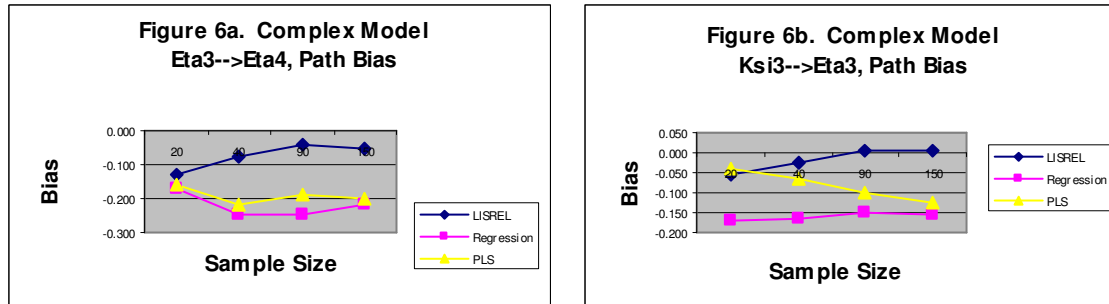 Figure 6a. Complex Model
Eta3-->Eta4, Path Bias
0.000
-0.100
-0.200
-0.300
20
40
90
150
Bias
Sample Size
LISREL
Regression
PLS
Figure 6b. Complex Model
Ksi3-->Eta3, Path Bias
0.050
0.000
-0.050
-0.100
-0.150
-0.200
20
40
90
150
Bias
Sample Size
LISREL
Regression
PLS